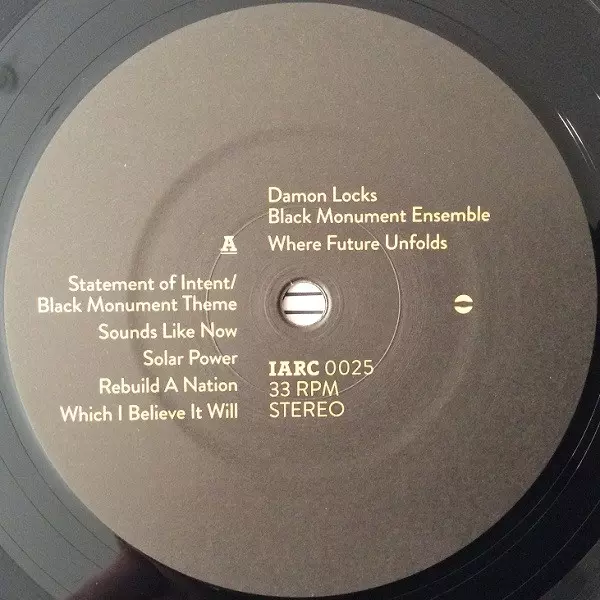 Damon Locks
Black Monument Ensemble
A
Where Future Unfolds
Statement of Intent/
Black Monument Theme
Sounds Like Now
Solar Power
Rebuild A Nation
Which I Believe It Will
IARC 0025
33 RPM
STEREO